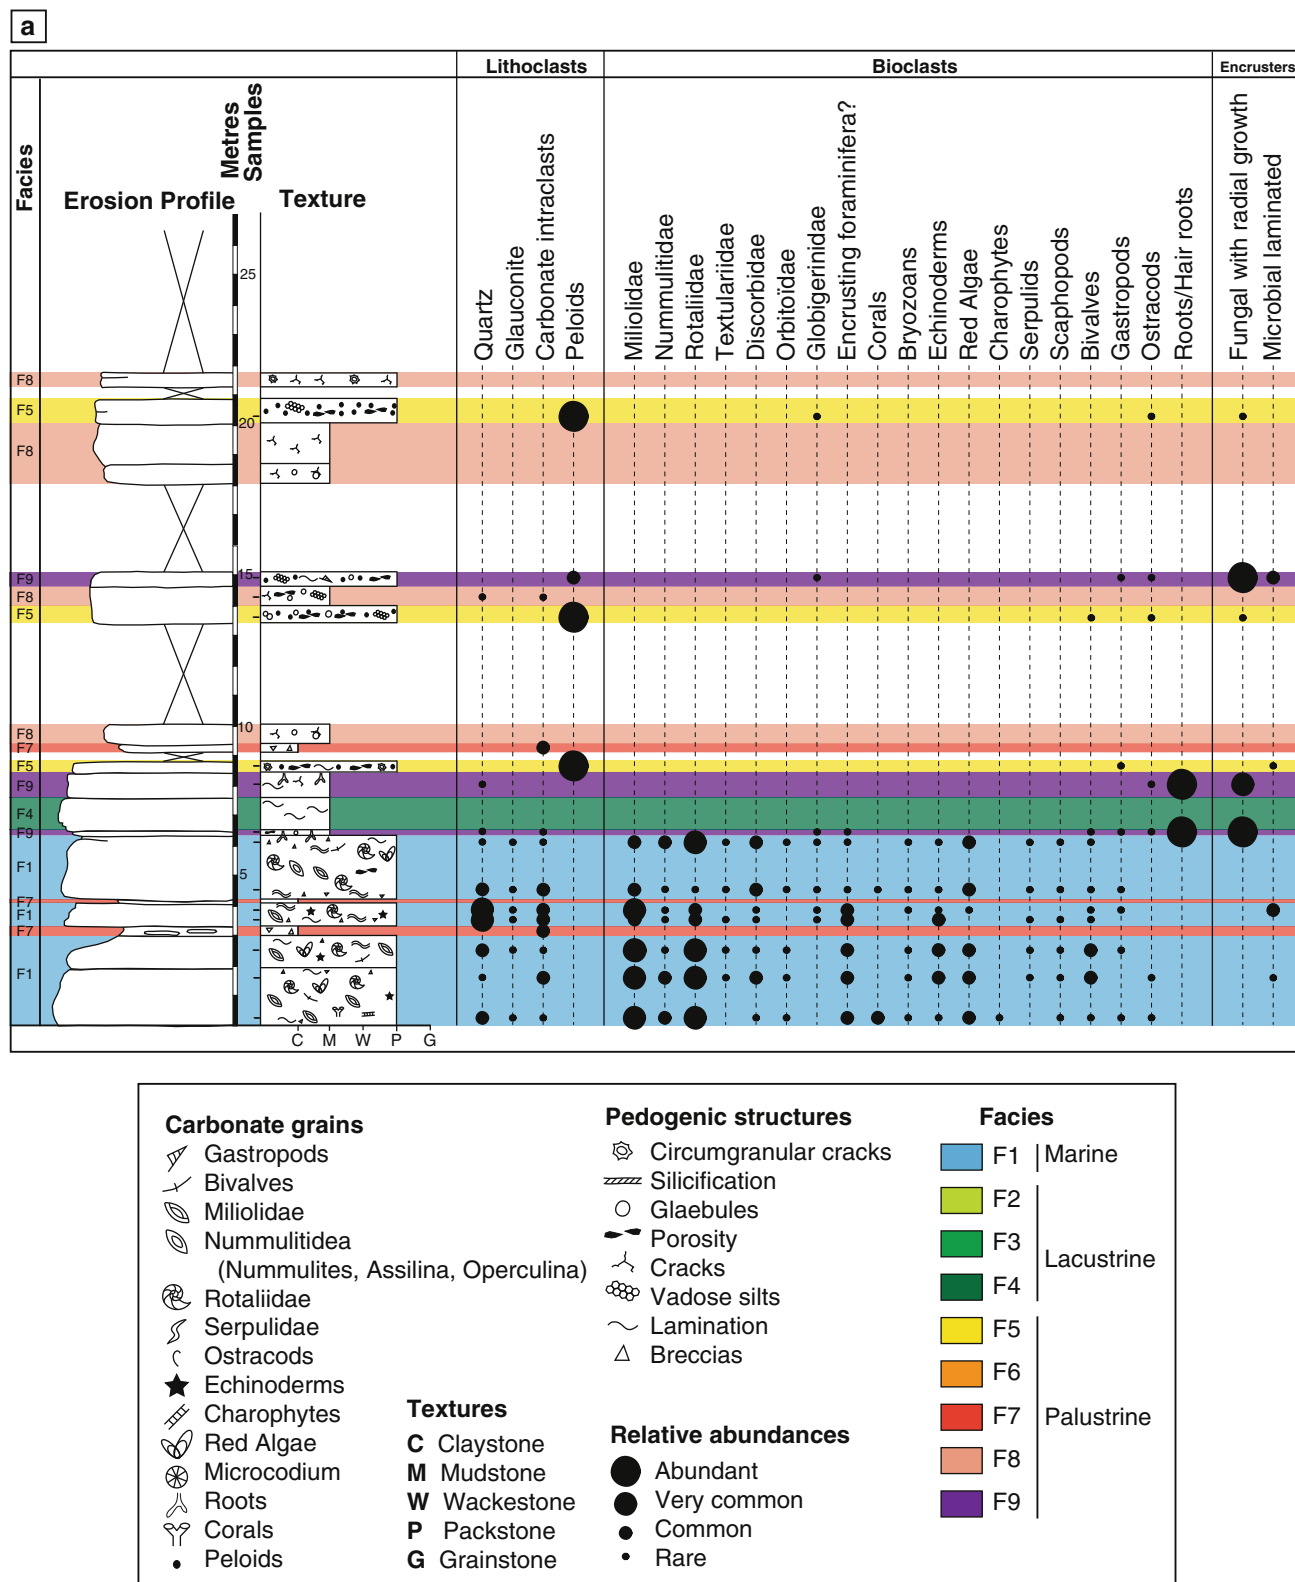 a
Lithoclasts
Bioclasts
Encrusters
Facies
Erosion Profile
Metres
Samples
Texture
Quartz
Glauconite
Carbonate intraclasts
Peloids
Miliolidae
Nummulitidae
Rotaliidae
Textulariidae
Discorbidae
Orbitoïdae
Globigerinidae
Encrusting foraminifera?
Corals
Bryozoans
Echinoderms
Red Algae
Charophytes
Serpulids
Scaphopods
Bivalves
Gastropods
Ostracods
Roots/Hair roots
Fungal with radial growth
Microbial laminated
25
F8
F5
20
F8
F9
15
F8
F5
F8
10
F7
F5
F9
F4
F9
F1
5
F7
F1
F7
F1
C M W P G
Carbonate grains
Gastropods
Bivalves
Miliolidae
Nummulitidea
(Nummulites, Assilina, Operculina)
Rotaliidae
Serpulidae
Ostracods
Echinoderms
Charophytes
Red Algae
Microcodium
Roots
Corals
Peloids
Textures
C Claystone
M Mudstone
W Wackestone
P Packstone
G Grainstone
Pedogenic structures
Circumgranular cracks
Silicification
Glaebules
Porosity
Cracks
Vadose silts
Lamination
Breccias
Relative abundances
Abundant
Very common
Common
Rare
Facies
F1 Marine
F2
F3
Lacustrine
F4
F5
F6
F7
Palustrine
F8
F9